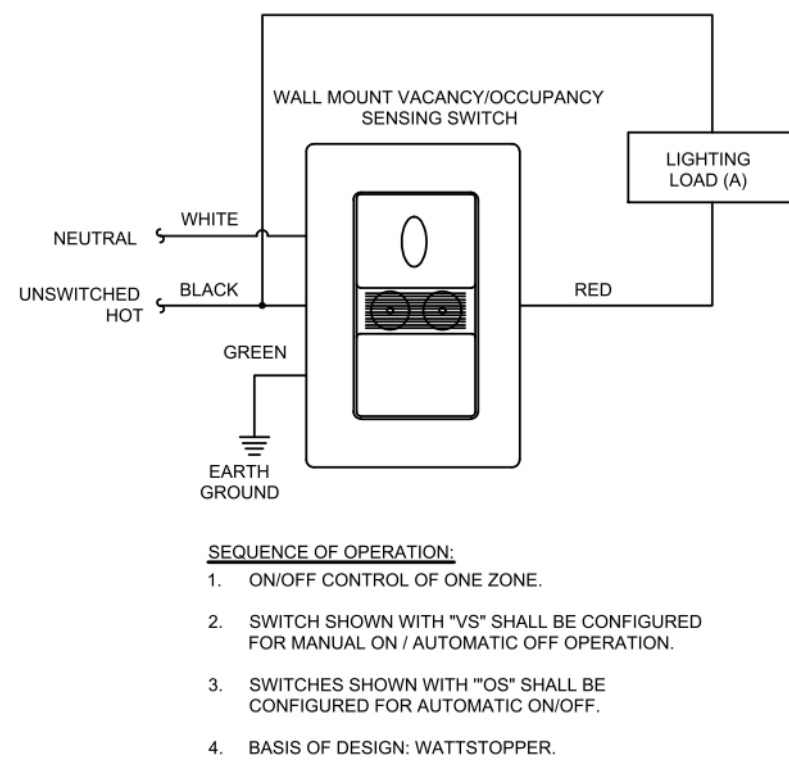 WALL MOUNT VACANCY/OCCUPANCY
SENSING SWITCH
LIGHTING
LOAD (A)
WHITE
NEUTRAL
BLACK
UNSWITCHED
HOT
RED
GREEN
EARTH
GROUND
SEQUENCE OF OPERATION:
1. ON/OFF CONTROL OF ONE ZONE.
2. SWITCH SHOWN WITH "VS" SHALL BE CONFIGURED
FOR MANUAL ON / AUTOMATIC OFF OPERATION.
3. SWITCHES SHOWN WITH '"OS" SHALL BE
CONFIGURED FOR AUTOMATIC ON/OFF.
4. BASIS OF DESIGN: WATTSTOPPER.